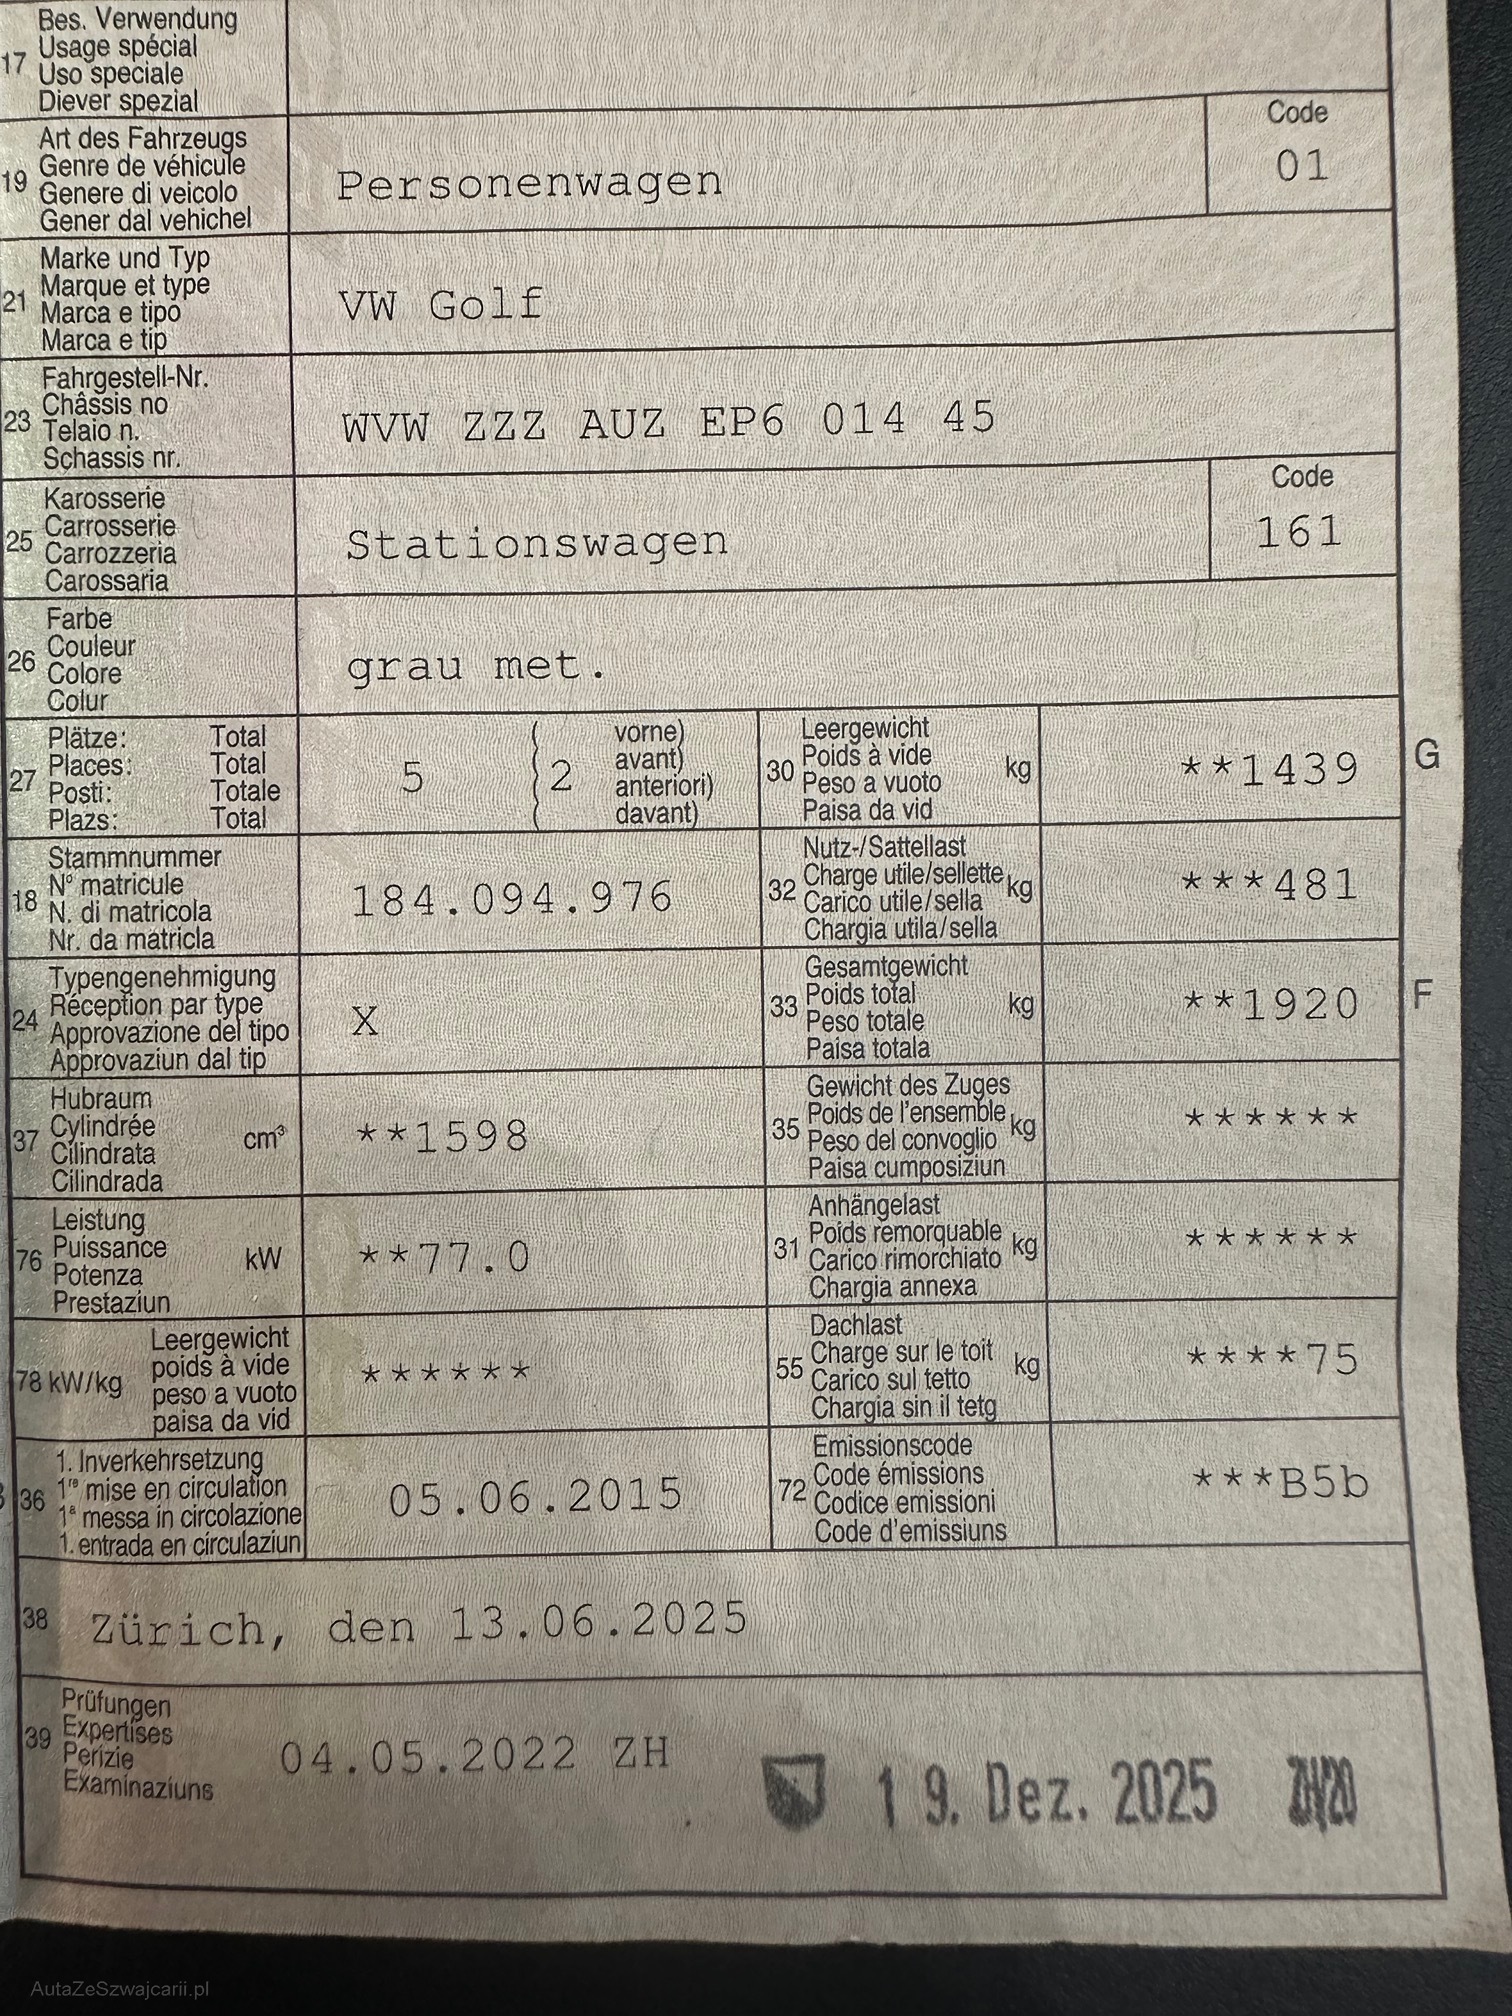 17 Bes. Verwendung
Usage spécial
Uso speciale
Diever spezial
19 Art des Fahrzeugs
Genre de véhicule
Genere di veicolo
Gener dal vehichel
Personenwagen
Code
01
21 Marke und Typ
Marque et type
Marca e tipo
Marca e tip
VW Golf
23 Fahrgestell-Nr.
Châssis no
Telaio n.
Schassis nr.
WVW ZZZ AUZ EP6 014 45
25 Karosserie
Carrosserie
Carrozzeria
Carossaria
Stationswagen
Code
161
26 Farbe
Couleur
Colore
Colur
grau met.
27 Plätze: Total
Places: Total
Posti: Totale
Plazs: Total
5 ( 2 vorne)
avant)
anteriori)
davant)
30 Leergewicht
Poids à vide
Peso a vuoto
Paisa da vid
kg
**1439
G
18 Stammnummer
N° matricule
N. di matricola
Nr. da matricla
184.094.976
32 Nutz-/Sattellast
Charge utile/sellette
Carico utile/sella
Chargia utila/sella
kg
***481
24 Typengenehmigung
Réception par type
Approvazione del tipo
Approvaziun dal tip
X
33 Gesamtgewicht
Poids total
Peso totale
Paisa totala
kg
**1920
F
37 Hubraum
Cylindrée
Cilindrata
Cilindrada
cm³
**1598
35 Gewicht des Zuges
Poids de l'ensemble
Peso del convoglio
Paisa cumposiziun
kg
******
76 Leistung
Puissance
Potenza
Prestaziun
kW
**77.0
31 Anhängelast
Poids remorquable
Carico rimorchiato
Chargia annexa
kg
******
78 kW/kg Leergewicht
poids à vide
peso a vuoto
paisa da vid
******
55 Dachlast
Charge sur le toit
Carico sul tetto
Chargia sin il tetg
kg
****75
36 1. Inverkehrsetzung
1re mise en circulation
1a messa in circolazione
1. entrada en circulaziun
05.06.2015
72 Emissionscode
Code émissions
Codice emissioni
Code d'emissiuns
***B5b
38 Zürich, den 13.06.2025
39 Prüfungen
Expertises
Perizie
Examinaziuns
04.05.2022 ZH
19. Dez. 2025
AutaZeSzwajcarii.pl